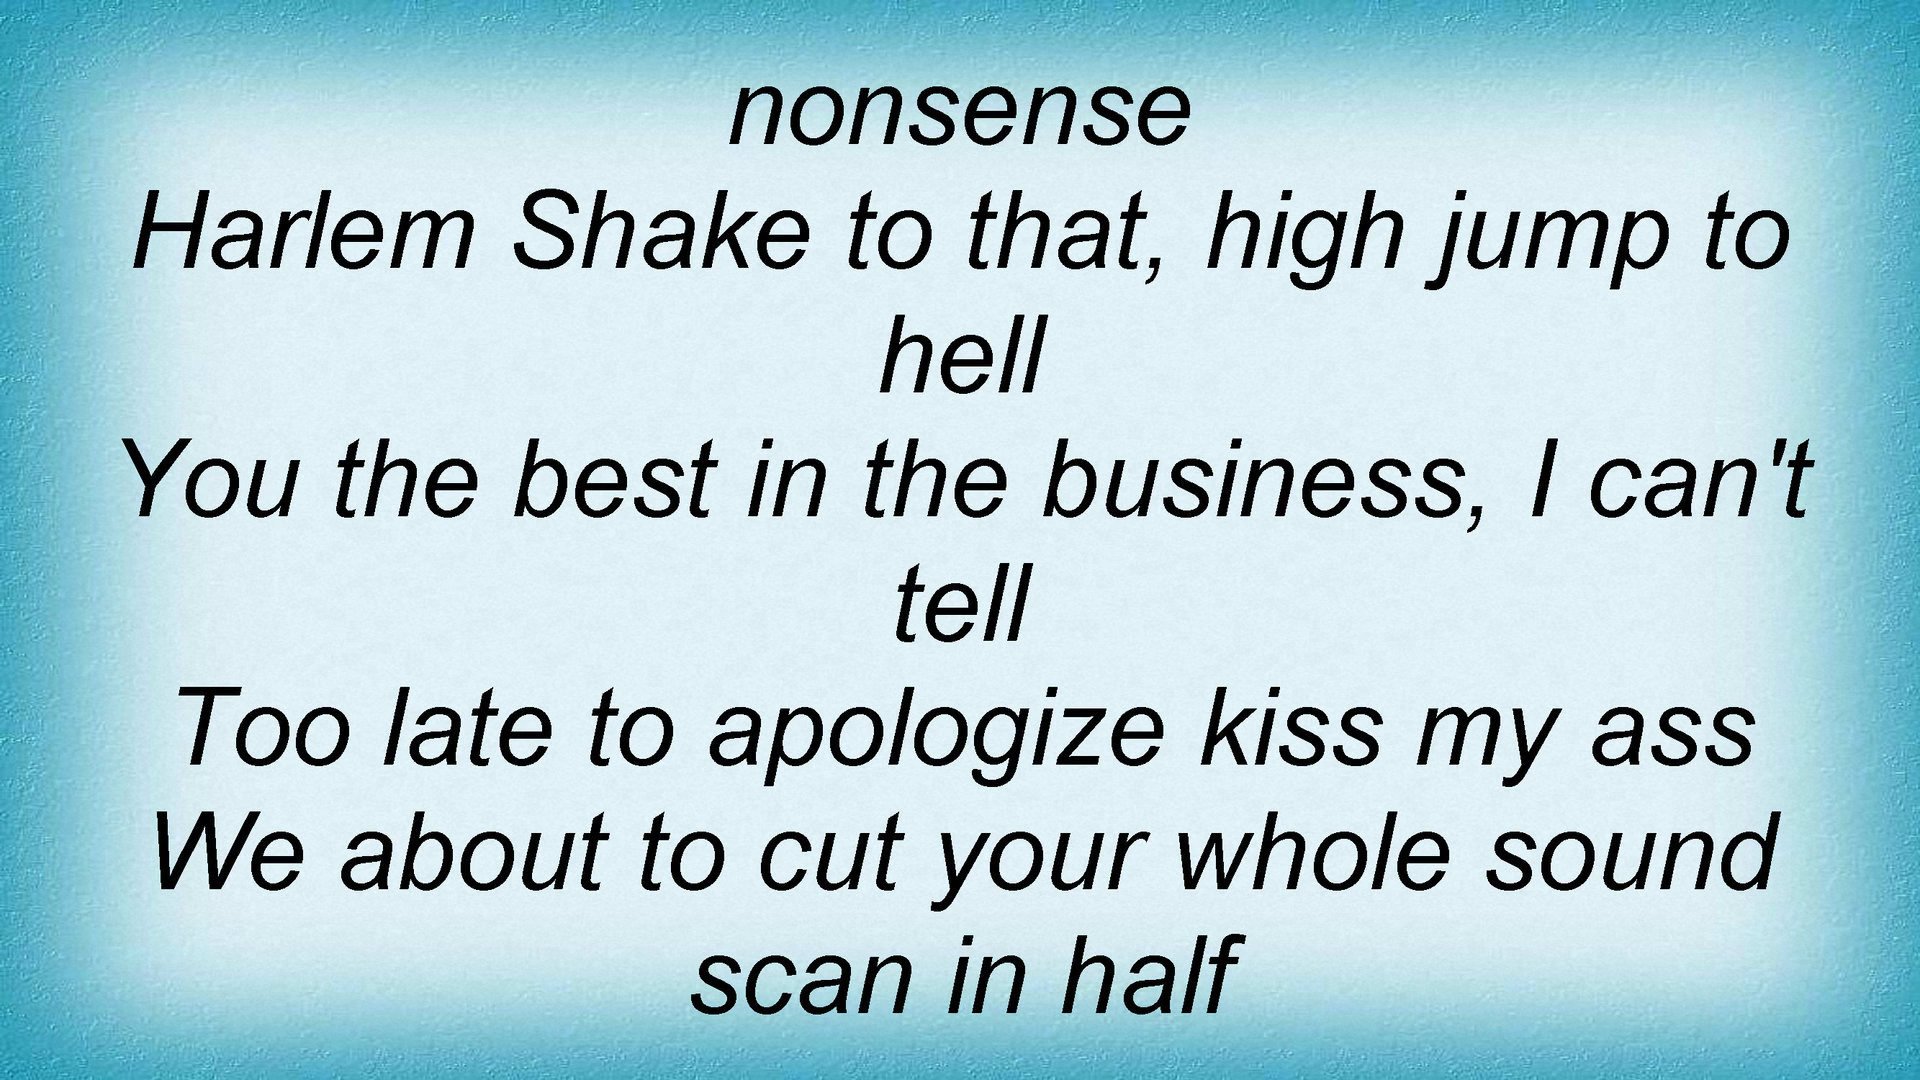 nonsense
Harlem Shake to that, high jump to
hell
You the best in the business, I can't
tell
Too late to apologize kiss my ass
We about to cut your whole sound
scan in half